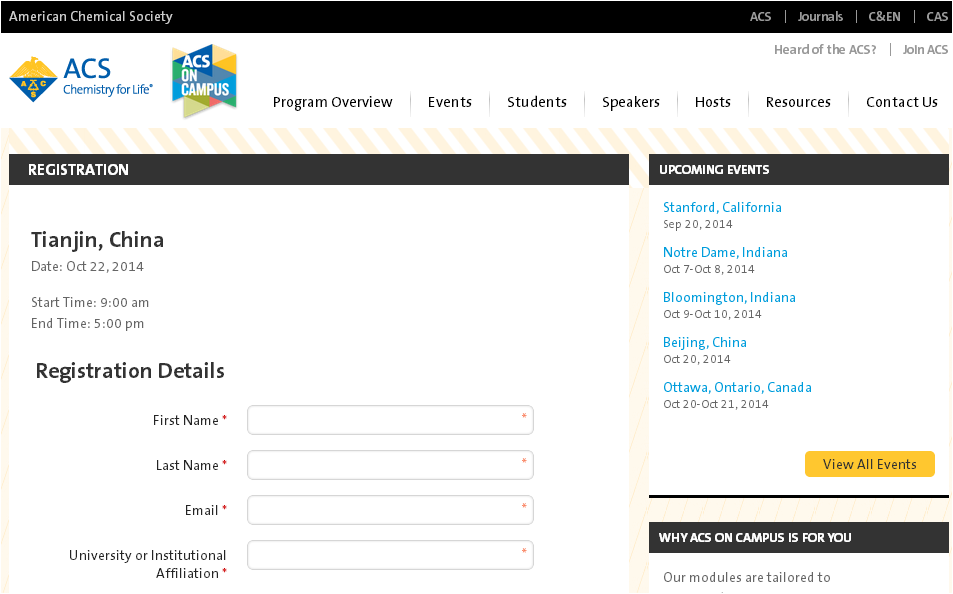 American Chemical Society
ACS
Journals
C&EN
CAS
Heard of the ACS?
Join ACS
A C S
ACS
Chemistry for Life®
ACS
ON
CAMPUS
Program Overview
Events
Students
Speakers
Hosts
Resources
Contact Us
REGISTRATION
Tianjin, China
Date: Oct 22, 2014
Start Time: 9:00 am
End Time: 5:00 pm
Registration Details
First Name *
*
Last Name *
*
Email *
*
University or Institutional
Affiliation *
*
UPCOMING EVENTS
Stanford, California
Sep 20, 2014
Notre Dame, Indiana
Oct 7-Oct 8, 2014
Bloomington, Indiana
Oct 9-Oct 10, 2014
Beijing, China
Oct 20, 2014
Ottawa, Ontario, Canada
Oct 20-Oct 21, 2014
View All Events
WHY ACS ON CAMPUS IS FOR YOU
Our modules are tailored to